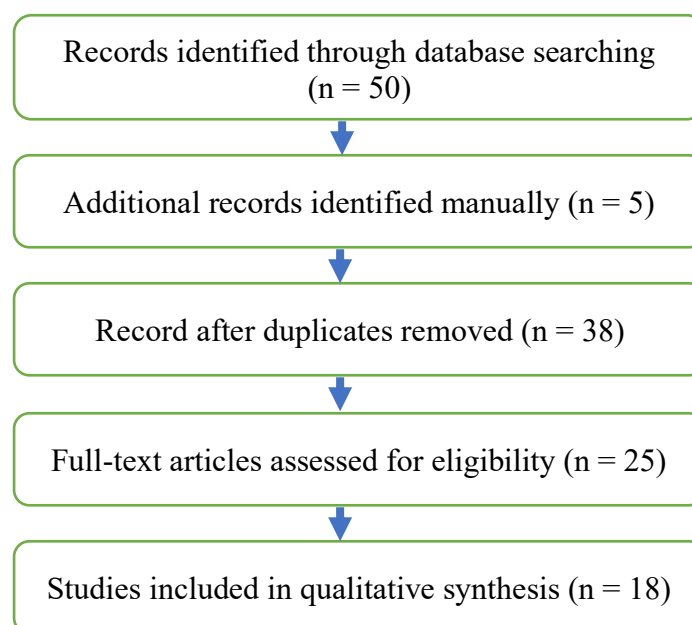 Records identified through database searching
(n = 50)
Additional records identified manually (n = 5)
Record after duplicates removed (n = 38)
Full-text articles assessed for eligibility (n = 25)
Studies included in qualitative synthesis (n = 18)